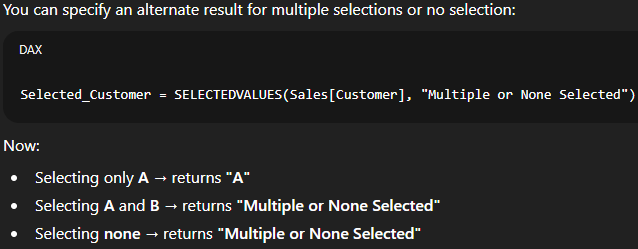 You can specify an alternate result for multiple selections or no selection:
DAX
Selected_Customer = SELECTEDVALUES(Sales[Customer], "Multiple or None Selected")
Now:
• Selecting only A → returns "A"
• Selecting A and B → returns "Multiple or None Selected"
• Selecting none → returns "Multiple or None Selected"